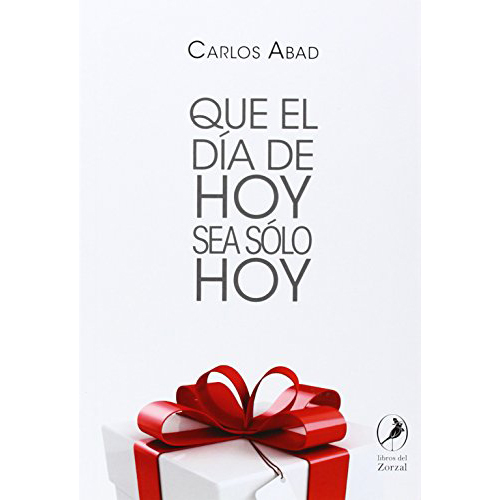 CARLOS ABAD
QUE EL
DÍA DE
HOY
SEA SÓLO
HOY
libros del
Zorzal